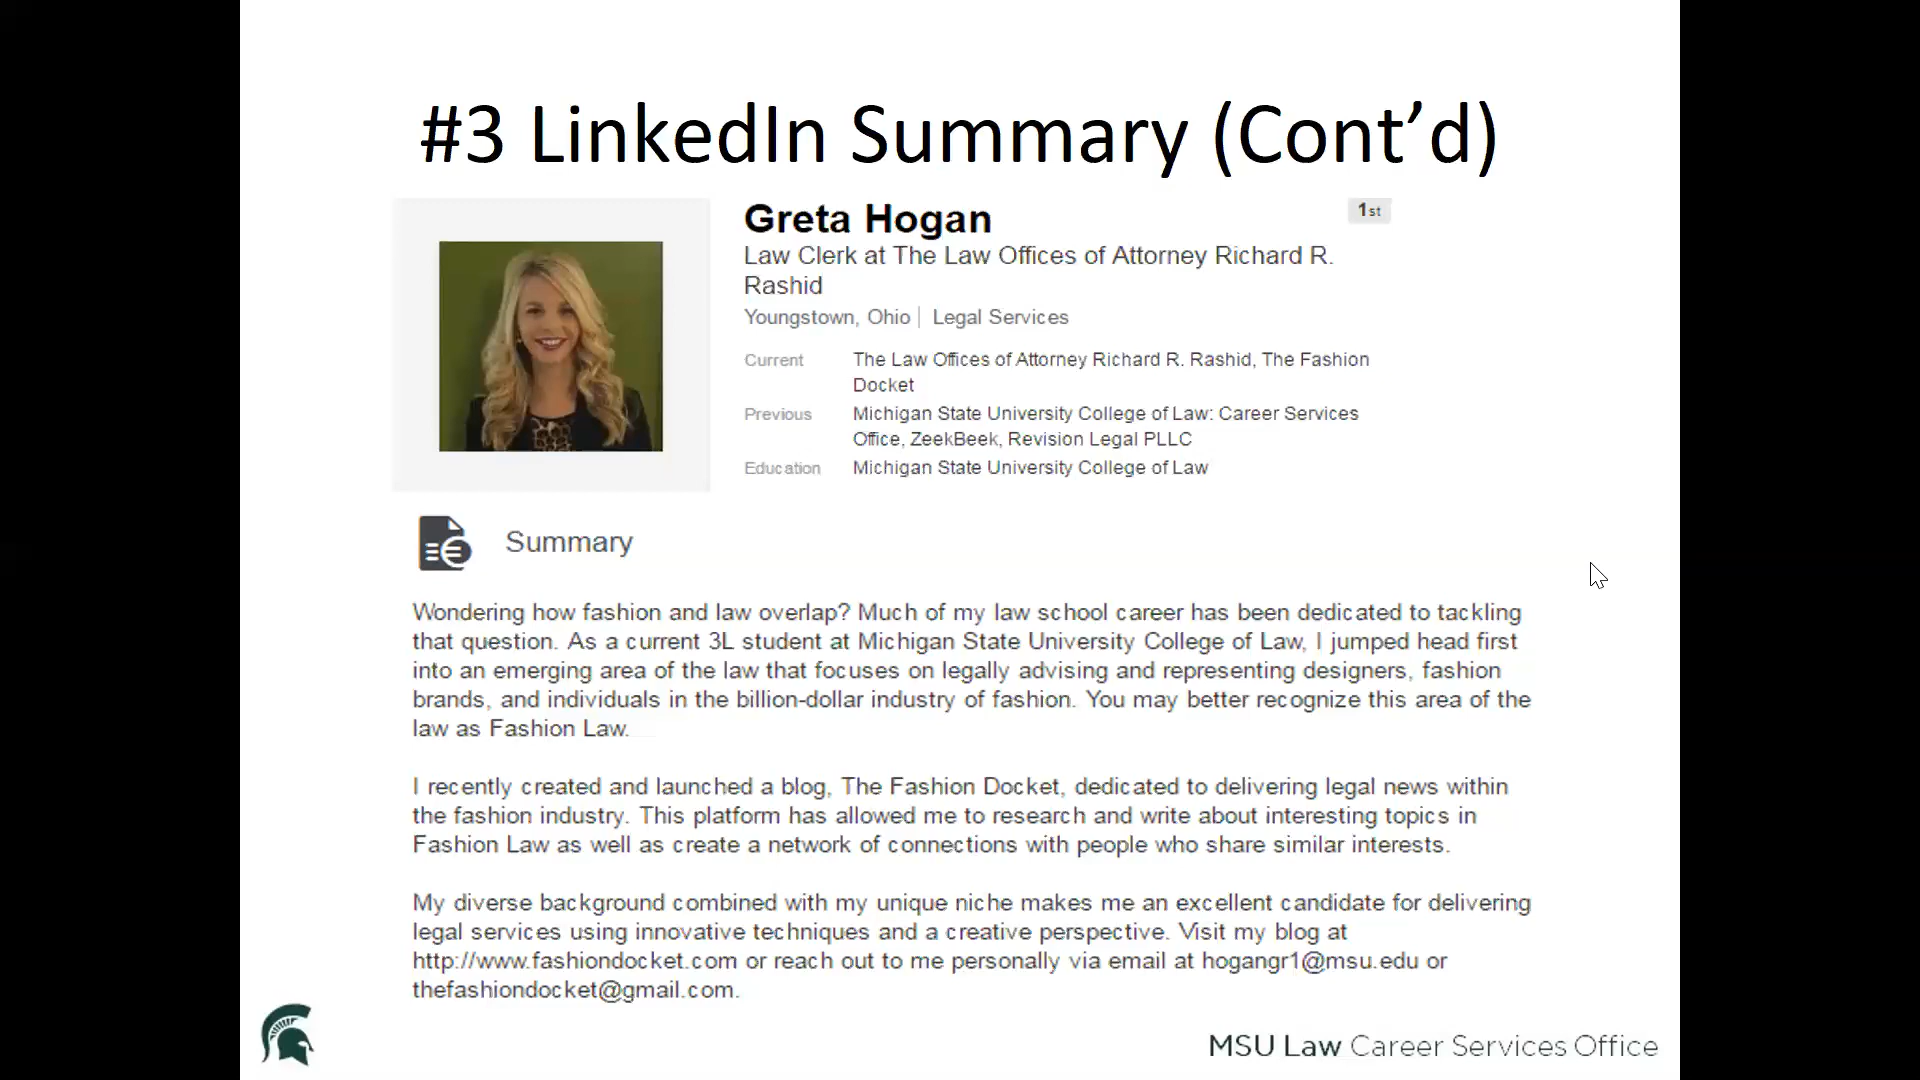 #3 LinkedIn Summary (Cont’d)
Greta Hogan
1st
Law Clerk at The Law Offices of Attorney Richard R.
Rashid
Youngstown, Ohio | Legal Services
Current The Law Offices of Attorney Richard R. Rashid, The Fashion
Docket
Previous Michigan State University College of Law: Career Services
Office, ZeekBeek, Revision Legal PLLC
Education Michigan State University College of Law
Summary
Wondering how fashion and law overlap? Much of my law school career has been dedicated to tackling
that question. As a current 3L student at Michigan State University College of Law, I jumped head first
into an emerging area of the law that focuses on legally advising and representing designers, fashion
brands, and individuals in the billion-dollar industry of fashion. You may better recognize this area of the
law as Fashion Law.
I recently created and launched a blog, The Fashion Docket, dedicated to delivering legal news within
the fashion industry. This platform has allowed me to research and write about interesting topics in
Fashion Law as well as create a network of connections with people who share similar interests.
My diverse background combined with my unique niche makes me an excellent candidate for delivering
legal services using innovative techniques and a creative perspective. Visit my blog at
http://www.fashiondocket.com or reach out to me personally via email at hogangr1@msu.edu or
thefashiondocket@gmail.com.
MSU Law Career Services Office